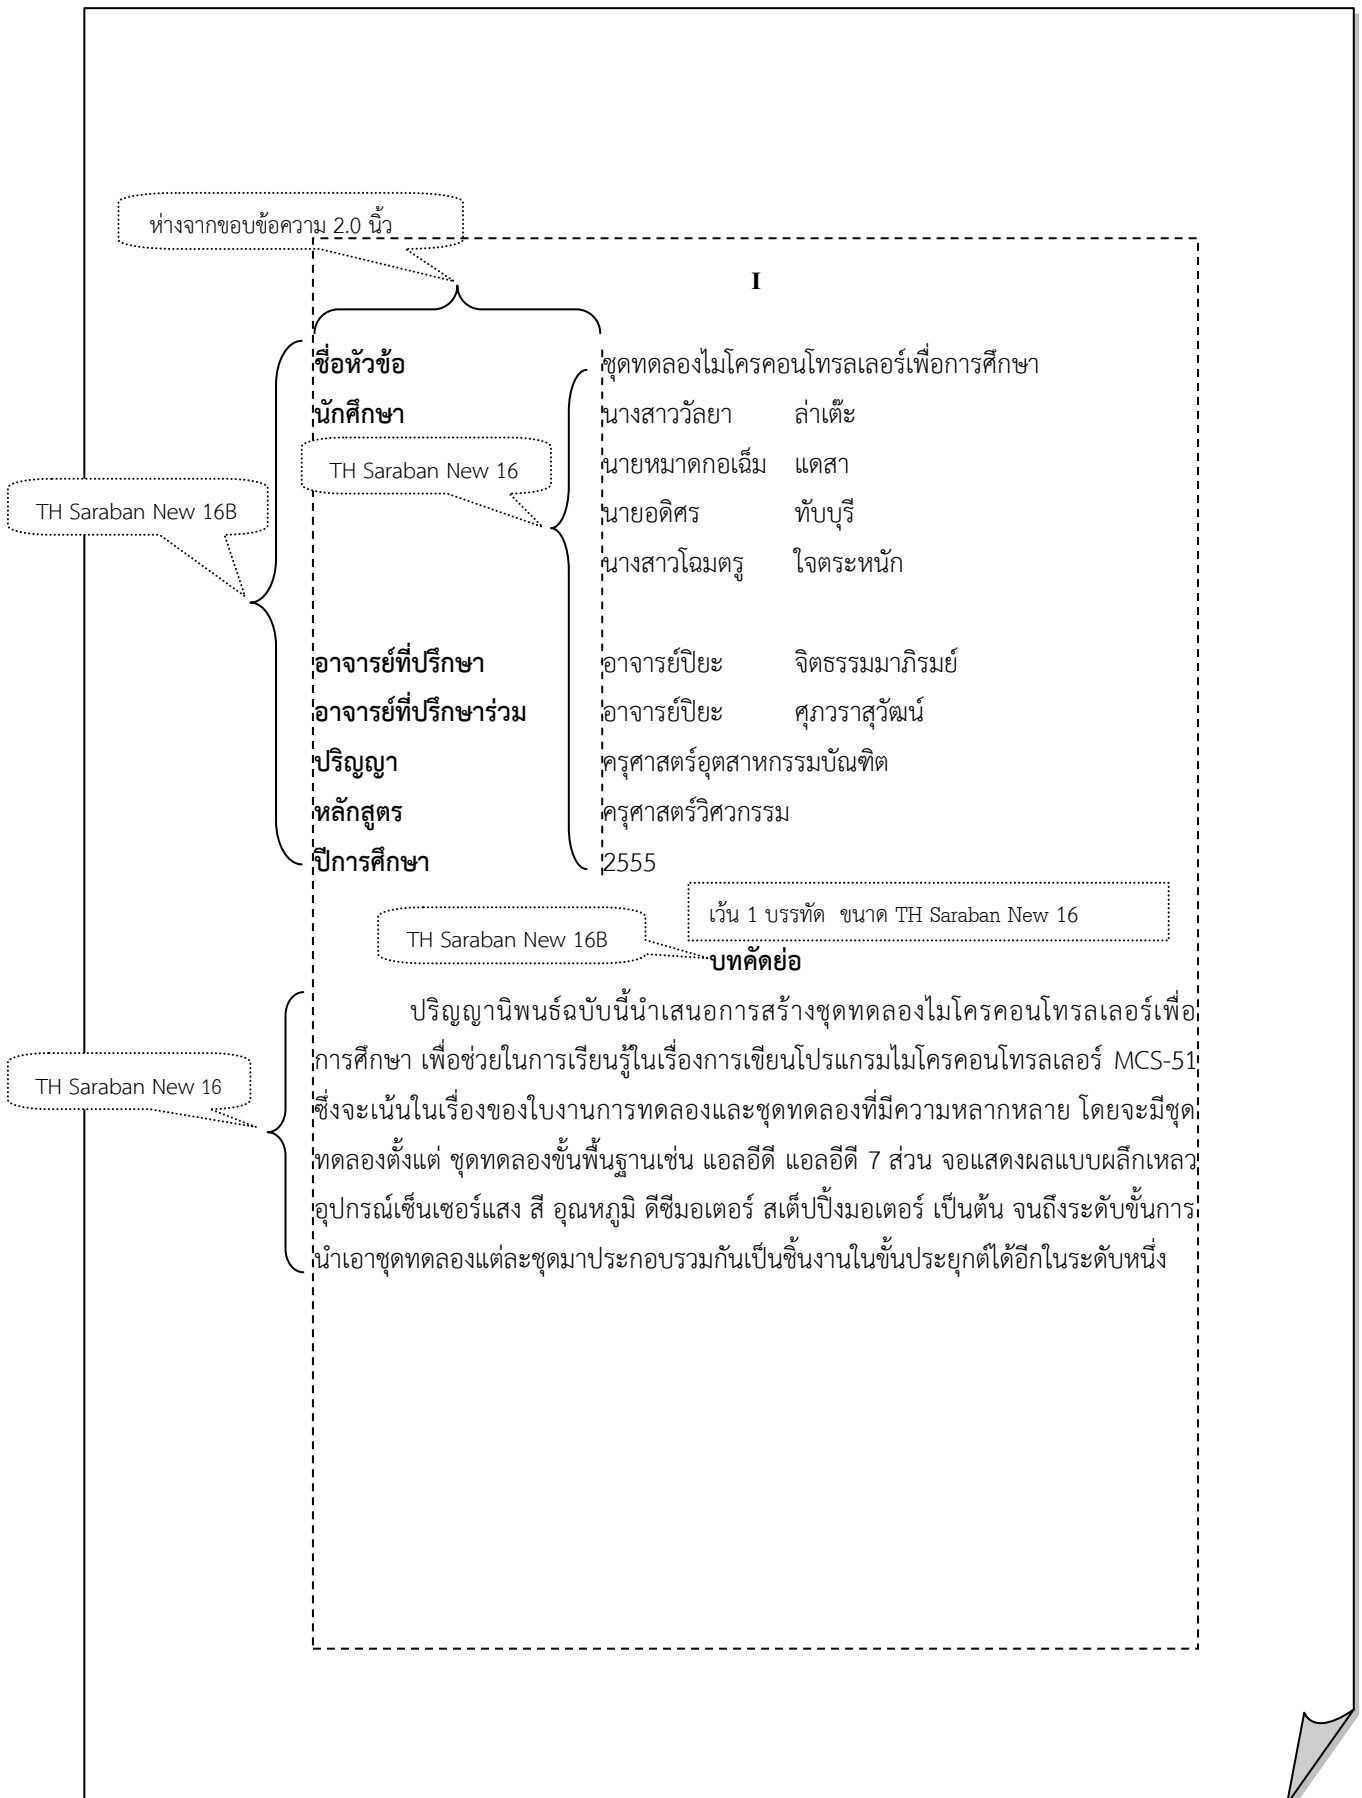 ห่างจากขอบข้อความ 2.0 นิ้ว
I
ชื่อหัวข้อ ชุดทดลองไมโครคอนโทรลเลอร์เพื่อการศึกษา
นักศึกษา นางสาววัลยา ล่าเต๊ะ
TH Saraban New 16 นายหมาดกอเฉ็ม แดสา
TH Saraban New 16B นายอดิศร ทับบุรี
นางสาวโฉมตรู ใจตระหนัก
อาจารย์ที่ปรึกษา อาจารย์ปิยะ จิตธรรมมาภิรมย์
อาจารย์ที่ปรึกษาร่วม อาจารย์ปิยะ ศุภวราสุวัฒน์
ปริญญา ครุศาสตร์อุตสาหกรรมบัณฑิต
หลักสูตร ครุศาสตร์วิศวกรรม
ปีการศึกษา 2555
เว้น 1 บรรทัด ขนาด TH Saraban New 16
TH Saraban New 16B
บทคัดย่อ
ปริญญานิพนธ์ฉบับนี้นำเสนอการสร้างชุดทดลองไมโครคอนโทรลเลอร์เพื่อ
การศึกษา เพื่อช่วยในการเรียนรู้ในเรื่องการเขียนโปรแกรมไมโครคอนโทรลเลอร์ MCS-51
TH Saraban New 16
ซึ่งจะเน้นในเรื่องของใบงานการทดลองและชุดทดลองที่มีความหลากหลาย โดยจะมีชุด
ทดลองตั้งแต่ ชุดทดลองขั้นพื้นฐานเช่น แอลอีดี แอลอีดี 7 ส่วน จอแสดงผลแบบผลึกเหลว
อุปกรณ์เซ็นเซอร์แสง สี อุณหภูมิ ดีซีมอเตอร์ สเต็ปปิ้งมอเตอร์ เป็นต้น จนถึงระดับขั้นการ
นำเอาชุดทดลองแต่ละชุดมาประกอบรวมกันเป็นชิ้นงานในขั้นประยุกต์ได้อีกในระดับหนึ่ง